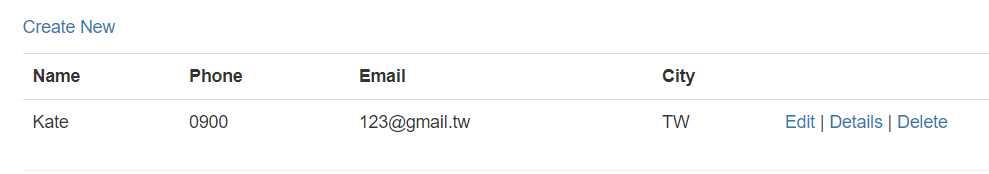 Create New
Name Phone Email City
Kate 0900 123@gmail.tw TW Edit | Details | Delete